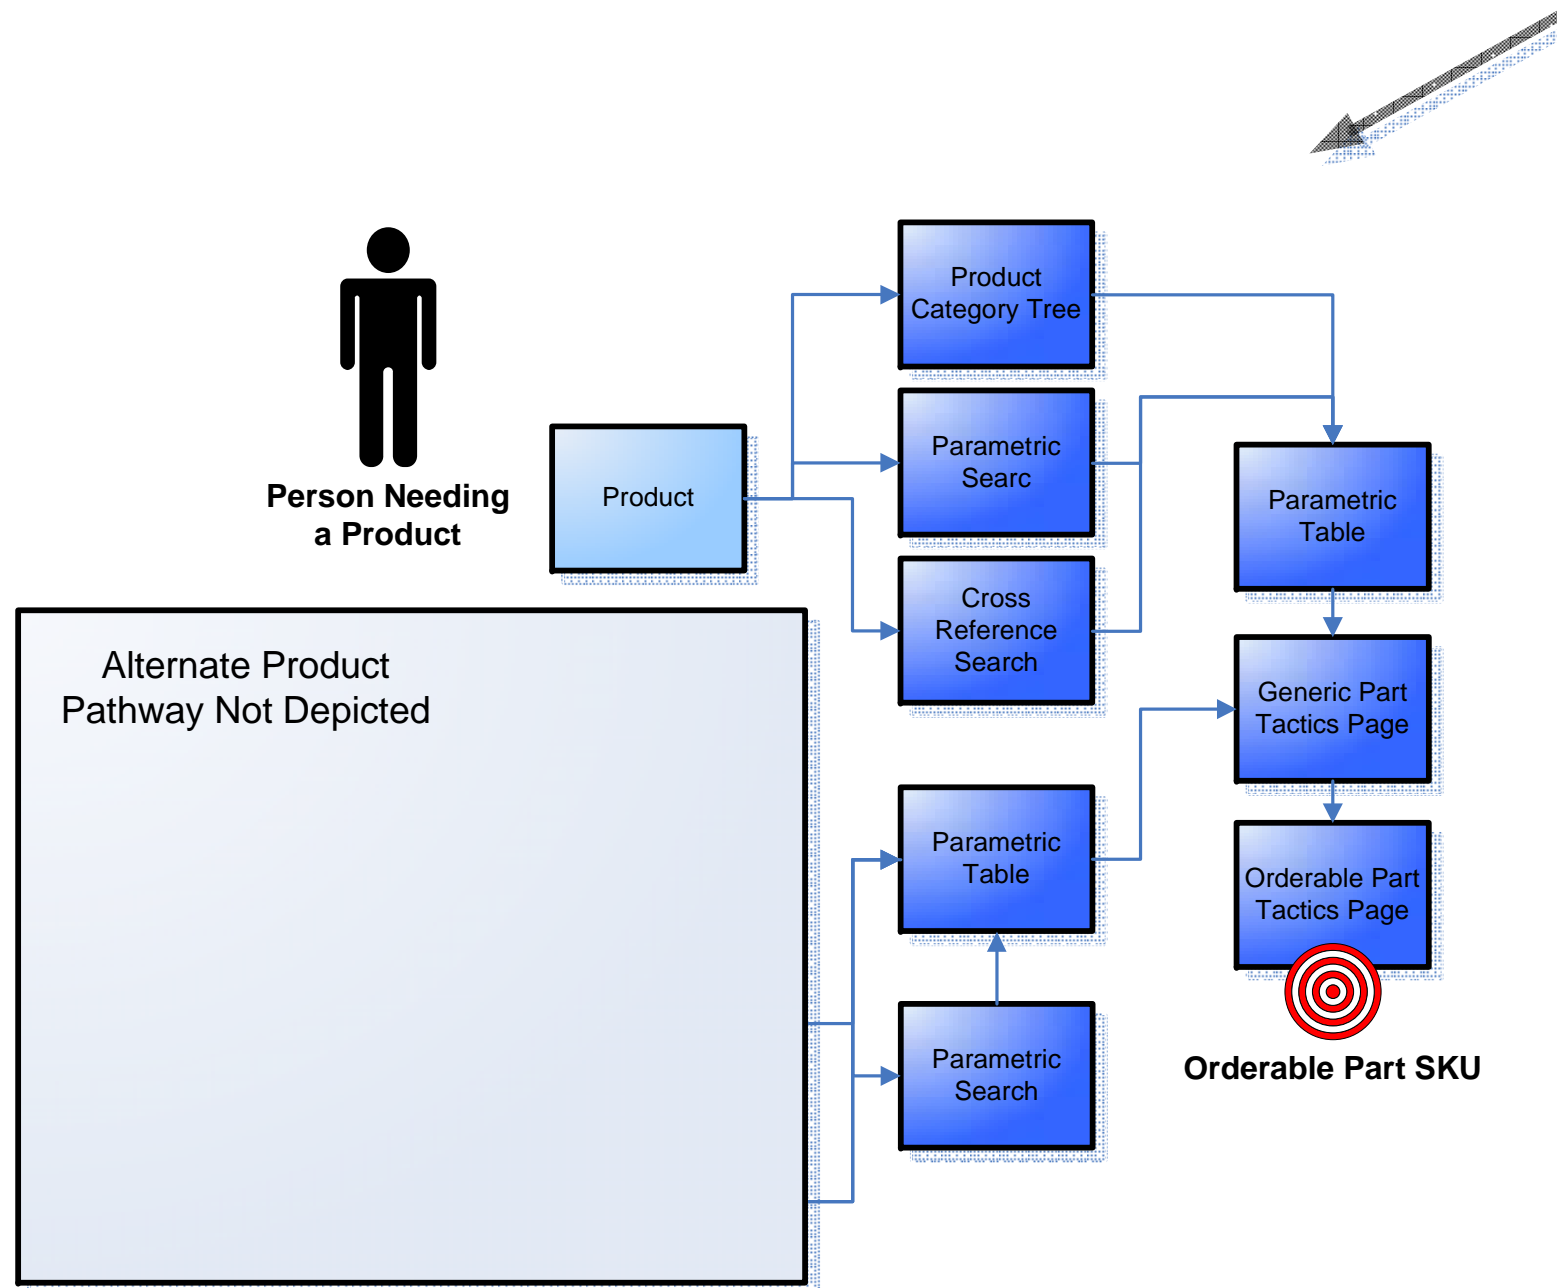 Product
Category Tree
Parametric
Searc
Person Needing
a Product
Product
Parametric
Table
Cross
Reference
Search
Alternate Product
Pathway Not Depicted
Generic Part
Tactics Page
Parametric
Table
Orderable Part
Tactics Page
Parametric
Search
Orderable Part SKU